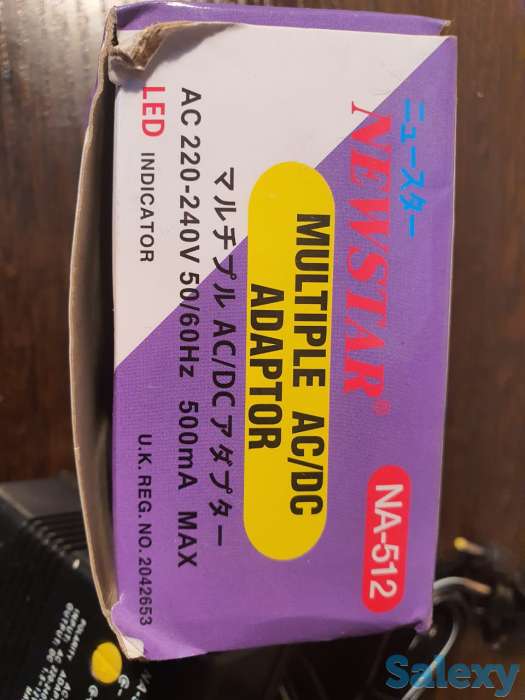 ニュースター
NEWSTAR®
NA-512
MULTIPLE AC/DC
ADAPTOR
マルチプル AC/DCアダプター
AC 220-240V 50/60Hz 500mA MAX
LED INDICATOR
U.K. REG. NO. 2042653
Salexy